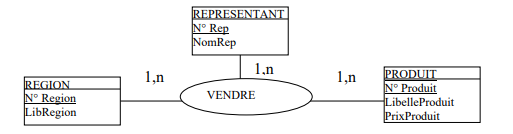 REPRESENTANT
N° Rep
NomRep
1,n
1,n
1,n
REGION
N° Region
LibRegion
VENDRE
PRODUIT
N° Produit
LibelleProduit
PrixProduit